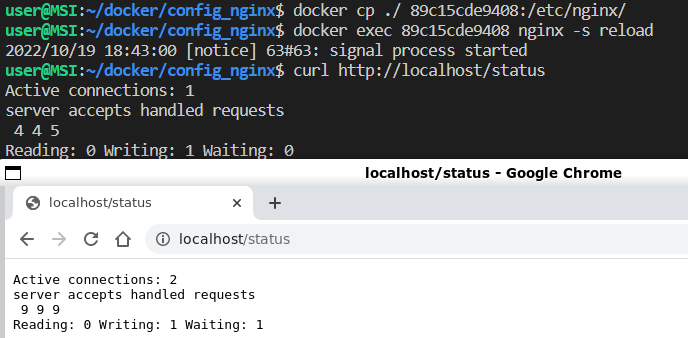 user@MSI:~/docker/config_nginx$ docker cp ./ 89c15cde9408:/etc/nginx/
user@MSI:~/docker/config_nginx$ docker exec 89c15cde9408 nginx -s reload
2022/10/19 18:43:00 [notice] 63#63: signal process started
user@MSI:~/docker/config_nginx$ curl http://localhost/status
Active connections: 1
server accepts handled requests
 4 4 5
Reading: 0 Writing: 1 Waiting: 0
localhost/status - Google Chrome
localhost/status
localhost/status
Active connections: 2
server accepts handled requests
 9 9 9
Reading: 0 Writing: 1 Waiting: 1